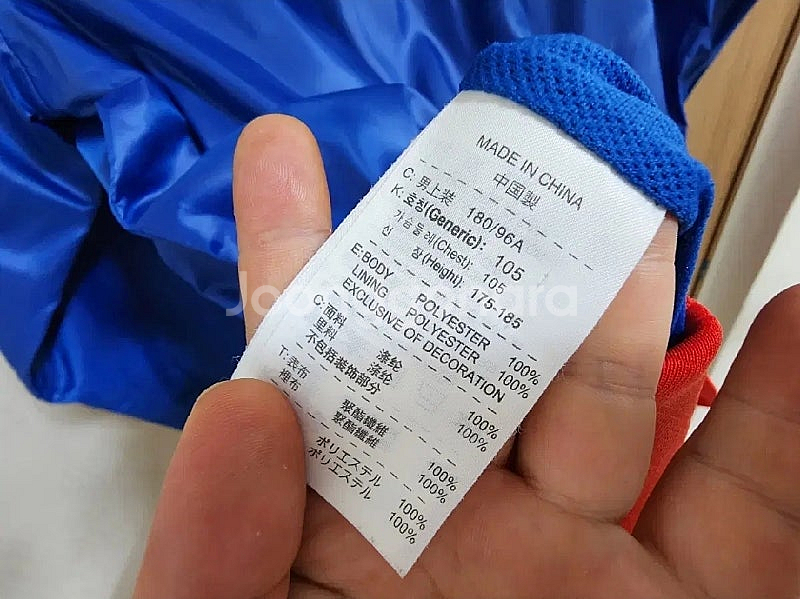 MADE IN CHINA
中国製
C: 男上装 180/96A
K: 호칭(Generic): 105
가슴둘레(Chest): 105
신 장(Height): 175-185
E:BODY POLYESTER 100%
LINING POLYESTER 100%
EXCLUSIVE OF DECORATION
C:面料 涤纶 100%
里料 涤纶 100%
不包括装饰部分
T:表布 聚酯纖維 100%
裡布 聚酯纖維 100%
ポリエステル 100%
ポリエステル 100%